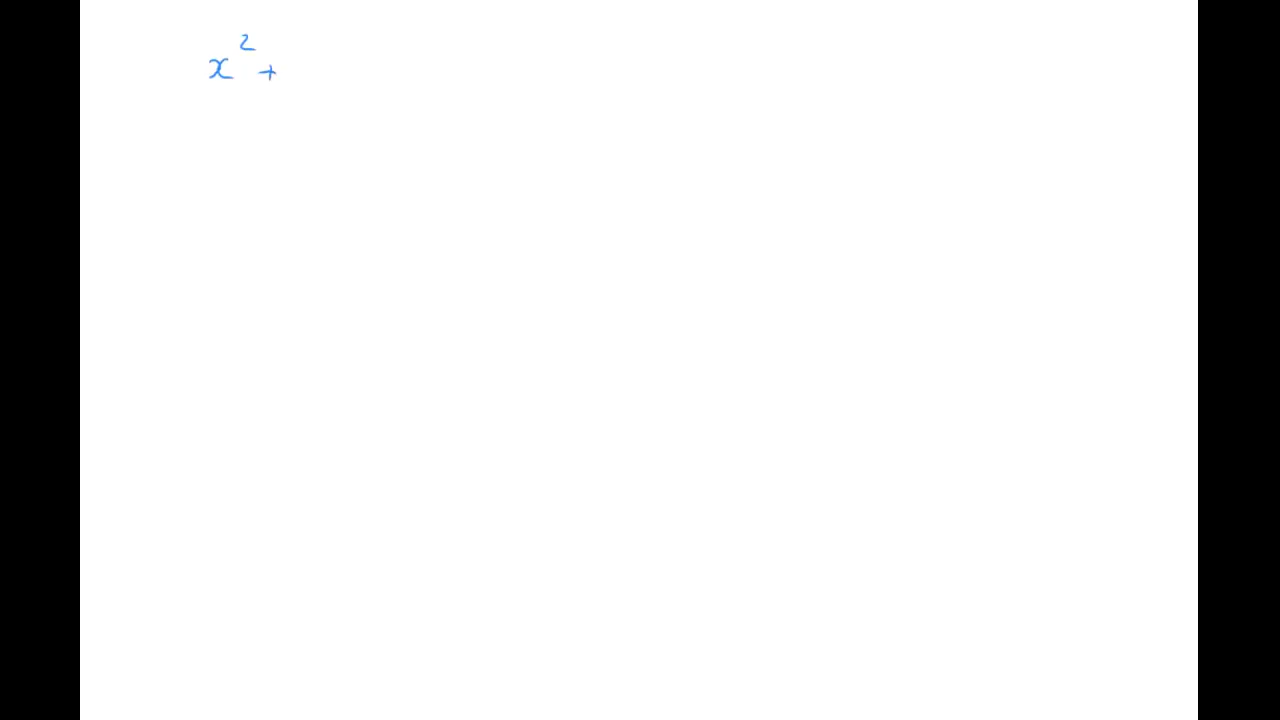 x² +